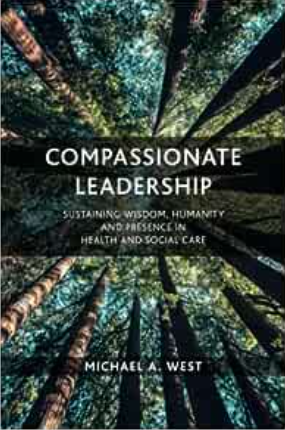 COMPASSIONATE
LEADERSHIP
SUSTAINING WISDOM, HUMANITY
AND PRESENCE IN
HEALTH AND SOCIAL CARE
MICHAEL A. WEST